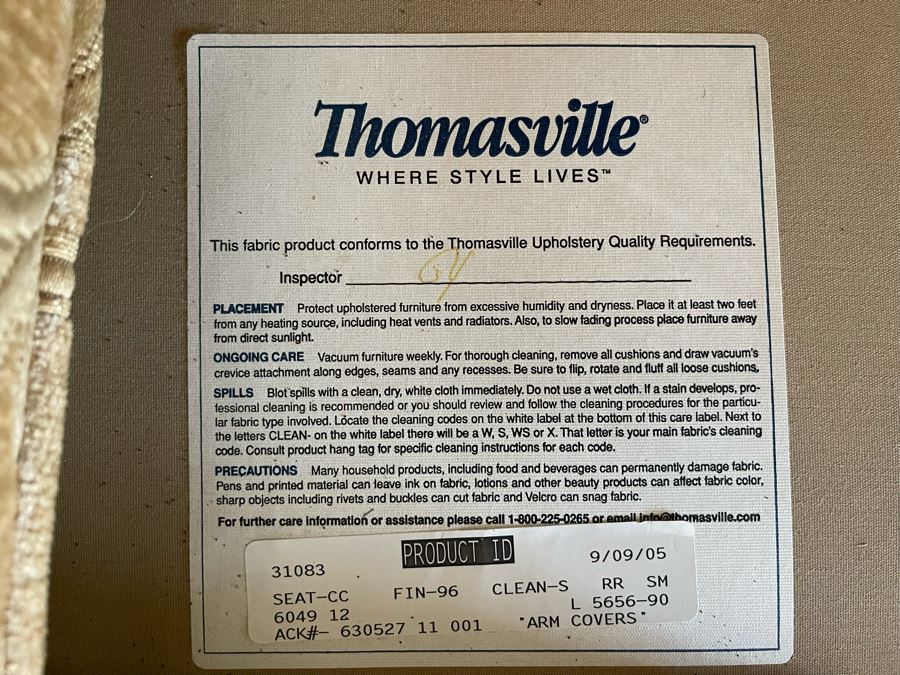 Thomasville®
WHERE STYLE LIVES™
This fabric product conforms to the Thomasville Upholstery Quality Requirements.
Inspector
PLACEMENT Protect upholstered furniture from excessive humidity and dryness. Place it at least two feet
from any heating source, including heat vents and radiators. Also, to slow fading process place furniture away
from direct sunlight.
ONGOING CARE Vacuum furniture weekly. For thorough cleaning, remove all cushions and draw vacuum's
crevice attachment along edges, seams and any recesses. Be sure to flip, rotate and fluff all loose cushions.
SPILLS Blot spills with a clean, dry, white cloth immediately. Do not use a wet cloth. If a stain develops, pro-
fessional cleaning is recommended or you should review and follow the cleaning procedures for the particu-
lar fabric type involved. Locate the cleaning codes on the white label at the bottom of this care label. Next to
the letters CLEAN- on the white label there will be a W, S, WS or X. That letter is your main fabric's cleaning
code. Consult product hang tag for specific cleaning instructions for each code.
PRECAUTIONS Many household products, including food and beverages can permanently damage fabric.
Pens and printed material can leave ink on fabric, lotions and other beauty products can affect fabric color,
sharp objects including rivets and buckles can cut fabric and Velcro can snag fabric.
For further care information or assistance please call 1-800-225-0265 or email info@thomasville.com
PRODUCT ID 9/09/05
31083
SEAT-CC FIN-96 CLEAN-S RR SM
6049 12 L 5656-90
ACK#- 630527 11 001 "ARM COVERS"